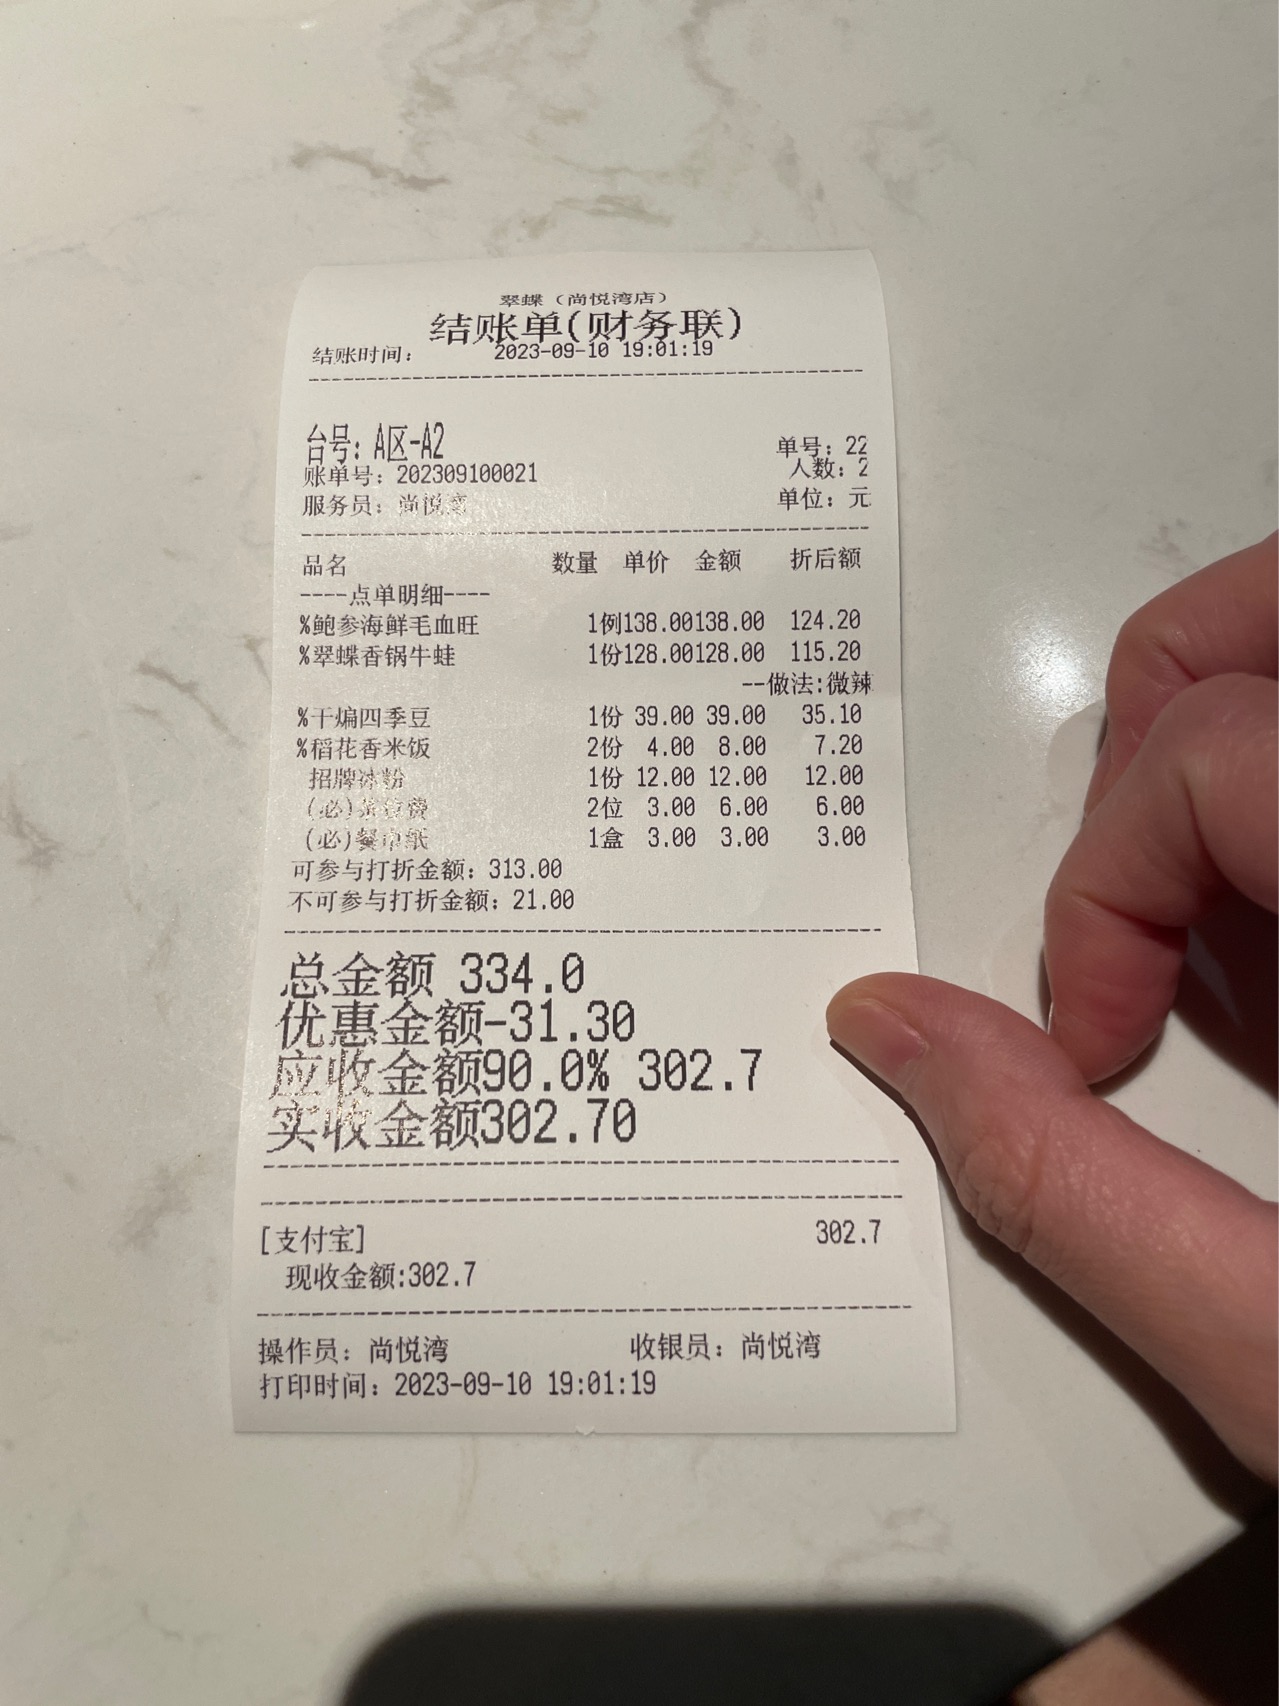 翠蝶（尚悦湾店）
结账单(财务联)
结账时间： 2023-09-10 19:01:19
台号：A区-A2
单号：22
账单号：202309100021
人数：2
服务员：尚悦湾
单位：元
品名 数量 单价 金额 折后额
----点单明细----
%鲍参海鲜毛血旺 1例138.00138.00 124.20
%翠蝶香锅牛蛙 1份128.00128.00 115.20
--做法:微辣
%干煸四季豆 1份 39.00 39.00 35.10
%稻花香米饭 2份 4.00 8.00 7.20
招牌冰粉 1份 12.00 12.00 12.00
(必)茶位费 2位 3.00 6.00 6.00
(必)餐巾纸 1盒 3.00 3.00 3.00
可参与打折金额：313.00
不可参与打折金额：21.00
总金额 334.0
优惠金额-31.30
应收金额90.0% 302.7
实收金额302.70
[支付宝] 302.7
现收金额:302.7
操作员：尚悦湾 收银员：尚悦湾
打印时间：2023-09-10 19:01:19